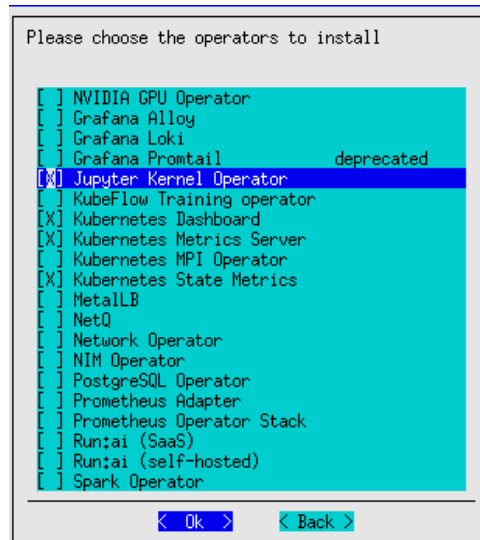 Please choose the operators to install
[ ] NVIDIA GPU Operator
[ ] Grafana Alloy
[ ] Grafana Loki
[ ] Grafana Promtail deprecated
[X] Jupyter Kernel Operator
[ ] KubeFlow Training operator
[X] Kubernetes Dashboard
[X] Kubernetes Metrics Server
[ ] Kubernetes MPI Operator
[X] Kubernetes State Metrics
[ ] MetalLB
[ ] NetQ
[ ] Network Operator
[ ] NIM Operator
[ ] PostgreSQL Operator
[ ] Prometheus Adapter
[ ] Prometheus Operator Stack
[ ] Run:ai (SaaS)
[ ] Run:ai (self-hosted)
[ ] Spark Operator
< Ok > < Back >